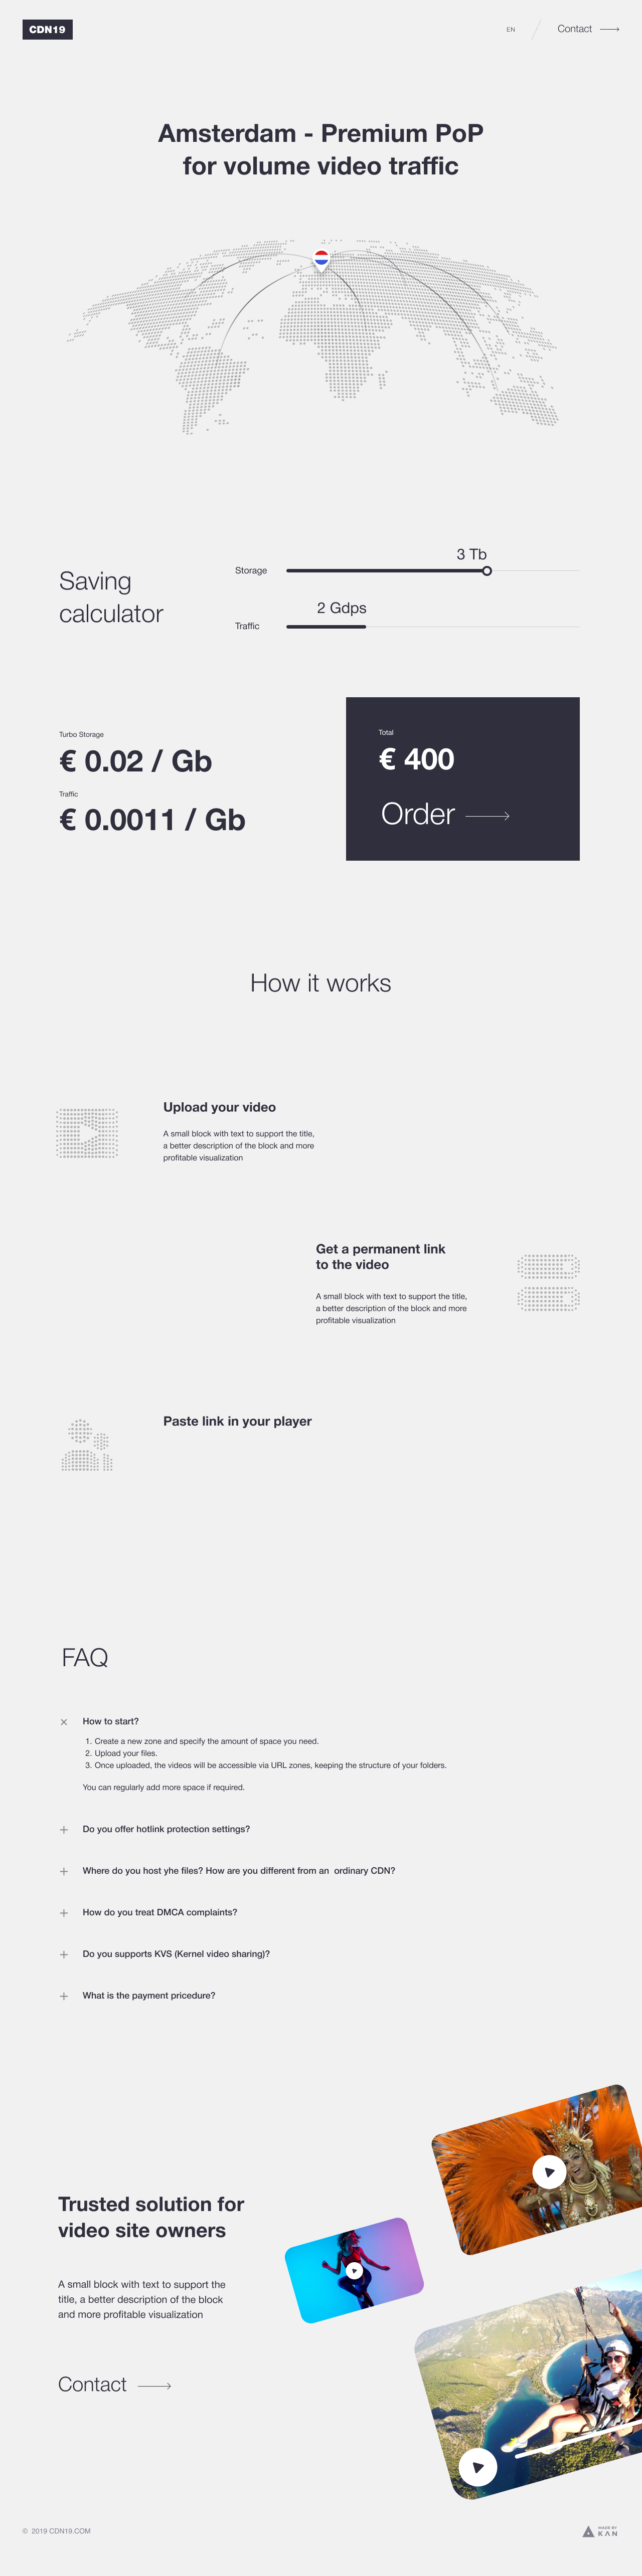 CDN19
EN
Contact
Amsterdam - Premium PoP
for volume video traffic
3 Tb
Storage
Saving
calculator
2 Gdps
Traffic
Turbo Storage
€ 0.02 / Gb
Traffic
€ 0.0011 / Gb
Total
€ 400
Order
How it works
Upload your video
A small block with text to support the title,
a better description of the block and more
profitable visualization
Get a permanent link
to the video
A small block with text to support the title,
a better description of the block and more
profitable visualization
Paste link in your player
FAQ
How to start?
1. Create a new zone and specify the amount of space you need.
2. Upload your files.
3. Once uploaded, the videos will be accessible via URL zones, keeping the structure of your folders.
You can regularly add more space if required.
Do you offer hotlink protection settings?
Where do you host yhe files? How are you different from an  ordinary CDN?
How do you treat DMCA complaints?
Do you supports KVS (Kernel video sharing)?
What is the payment pricedure?
Trusted solution for
video site owners
A small block with text to support the
title, a better description of the block
and more profitable visualization
Contact
© 2019 CDN19.COM
MADE BY
KAN